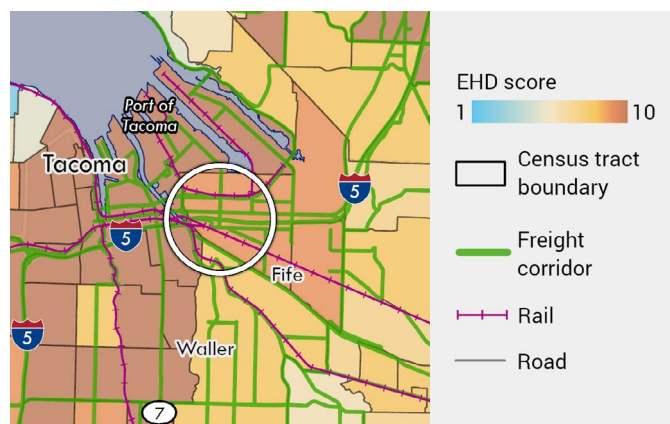 Port of
Tacoma
Tacoma
5
5
Fife
5
Waller
7
EHD score
1
10
Census tract
boundary
Freight
corridor
Rail
Road